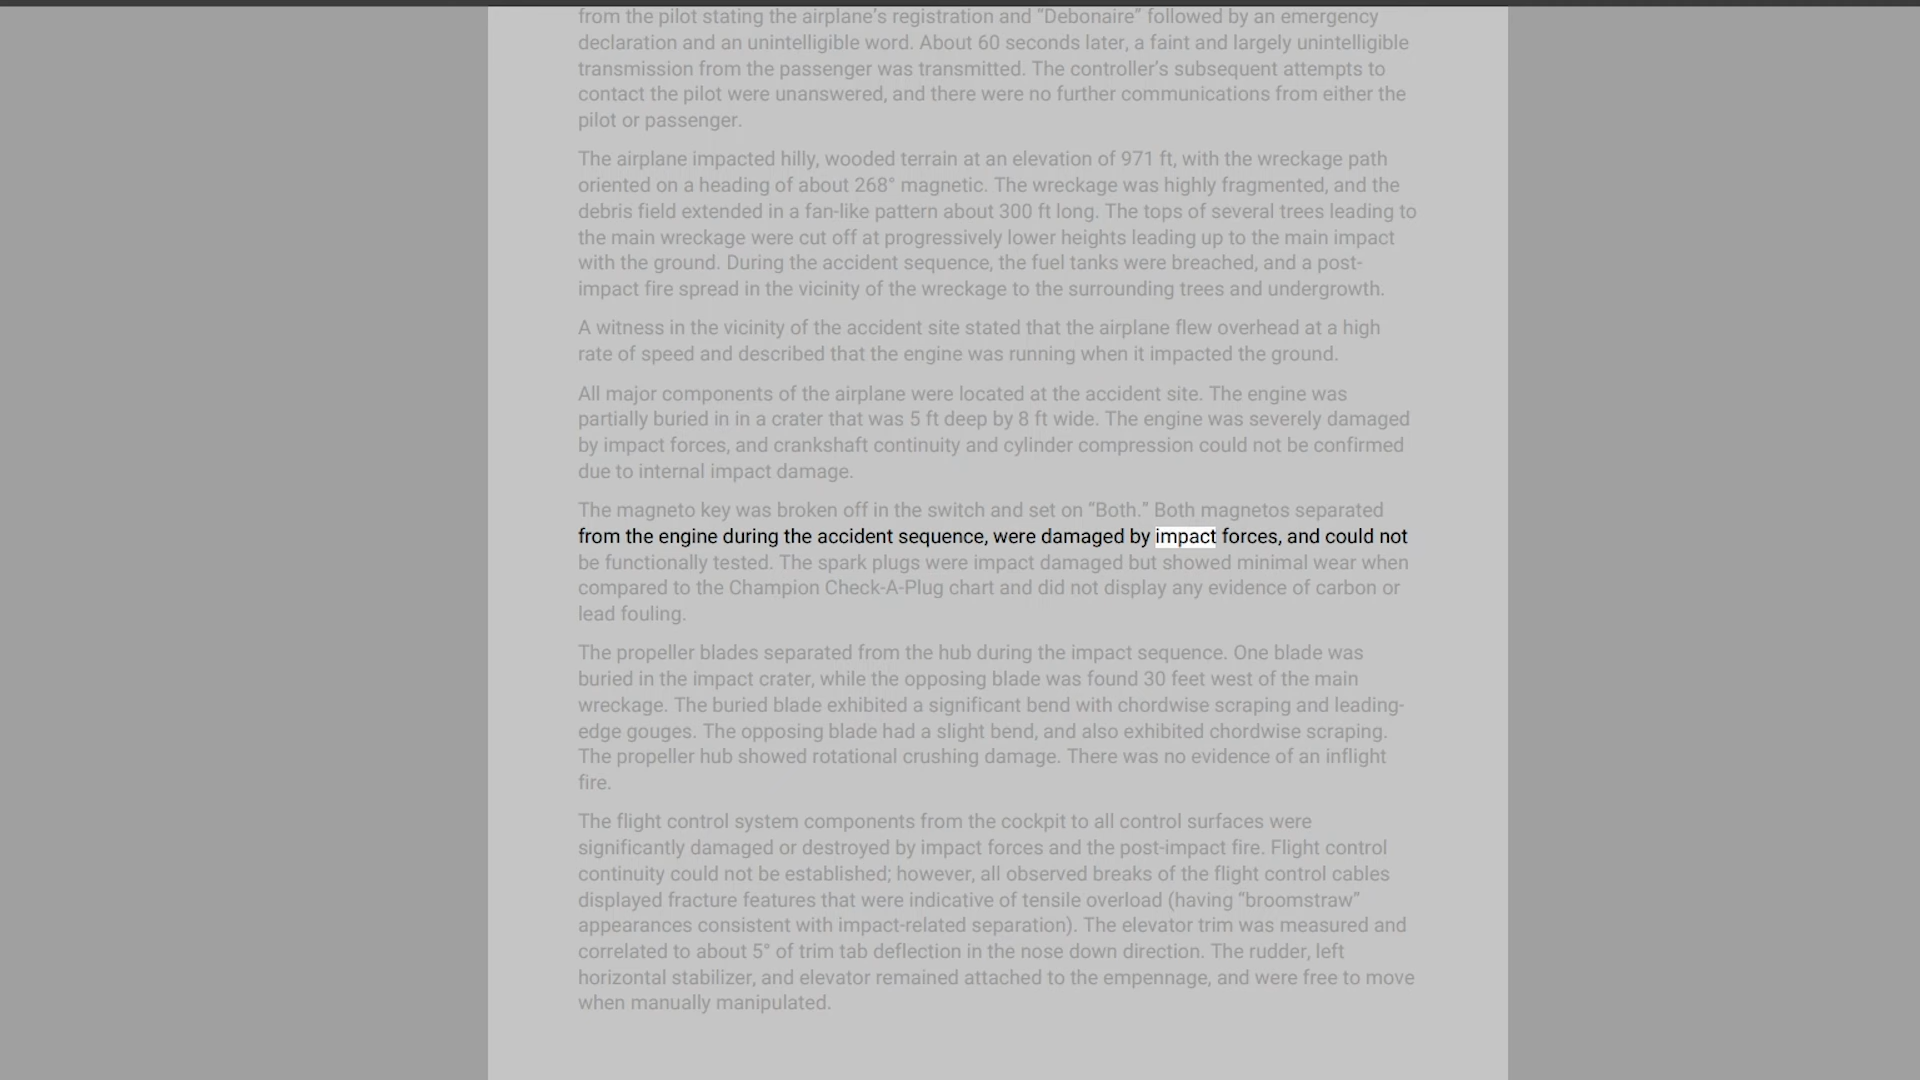 from the pilot stating the airplane’s registration and “Debonaire” followed by an emergency
declaration and an unintelligible word. About 60 seconds later, a faint and largely unintelligible
transmission from the passenger was transmitted. The controller’s subsequent attempts to
contact the pilot were unanswered, and there were no further communications from either the
pilot or passenger.
The airplane impacted hilly, wooded terrain at an elevation of 971 ft, with the wreckage path
oriented on a heading of about 268° magnetic. The wreckage was highly fragmented, and the
debris field extended in a fan-like pattern about 300 ft long. The tops of several trees leading to
the main wreckage were cut off at progressively lower heights leading up to the main impact
with the ground. During the accident sequence, the fuel tanks were breached, and a post-
impact fire spread in the vicinity of the wreckage to the surrounding trees and undergrowth.
A witness in the vicinity of the accident site stated that the airplane flew overhead at a high
rate of speed and described that the engine was running when it impacted the ground.
All major components of the airplane were located at the accident site. The engine was
partially buried in in a crater that was 5 ft deep by 8 ft wide. The engine was severely damaged
by impact forces, and crankshaft continuity and cylinder compression could not be confirmed
due to internal impact damage.
The magneto key was broken off in the switch and set on “Both.” Both magnetos separated
from the engine during the accident sequence, were damaged by impact forces, and could not
be functionally tested. The spark plugs were impact damaged but showed minimal wear when
compared to the Champion Check-A-Plug chart and did not display any evidence of carbon or
lead fouling.
The propeller blades separated from the hub during the impact sequence. One blade was
buried in the impact crater, while the opposing blade was found 30 feet west of the main
wreckage. The buried blade exhibited a significant bend with chordwise scraping and leading-
edge gouges. The opposing blade had a slight bend, and also exhibited chordwise scraping.
The propeller hub showed rotational crushing damage. There was no evidence of an inflight
fire.
The flight control system components from the cockpit to all control surfaces were
significantly damaged or destroyed by impact forces and the post-impact fire. Flight control
continuity could not be established; however, all observed breaks of the flight control cables
displayed fracture features that were indicative of tensile overload (having “broomstraw”
appearances consistent with impact-related separation). The elevator trim was measured and
correlated to about 5° of trim tab deflection in the nose down direction. The rudder, left
horizontal stabilizer, and elevator remained attached to the empennage, and were free to move
when manually manipulated.